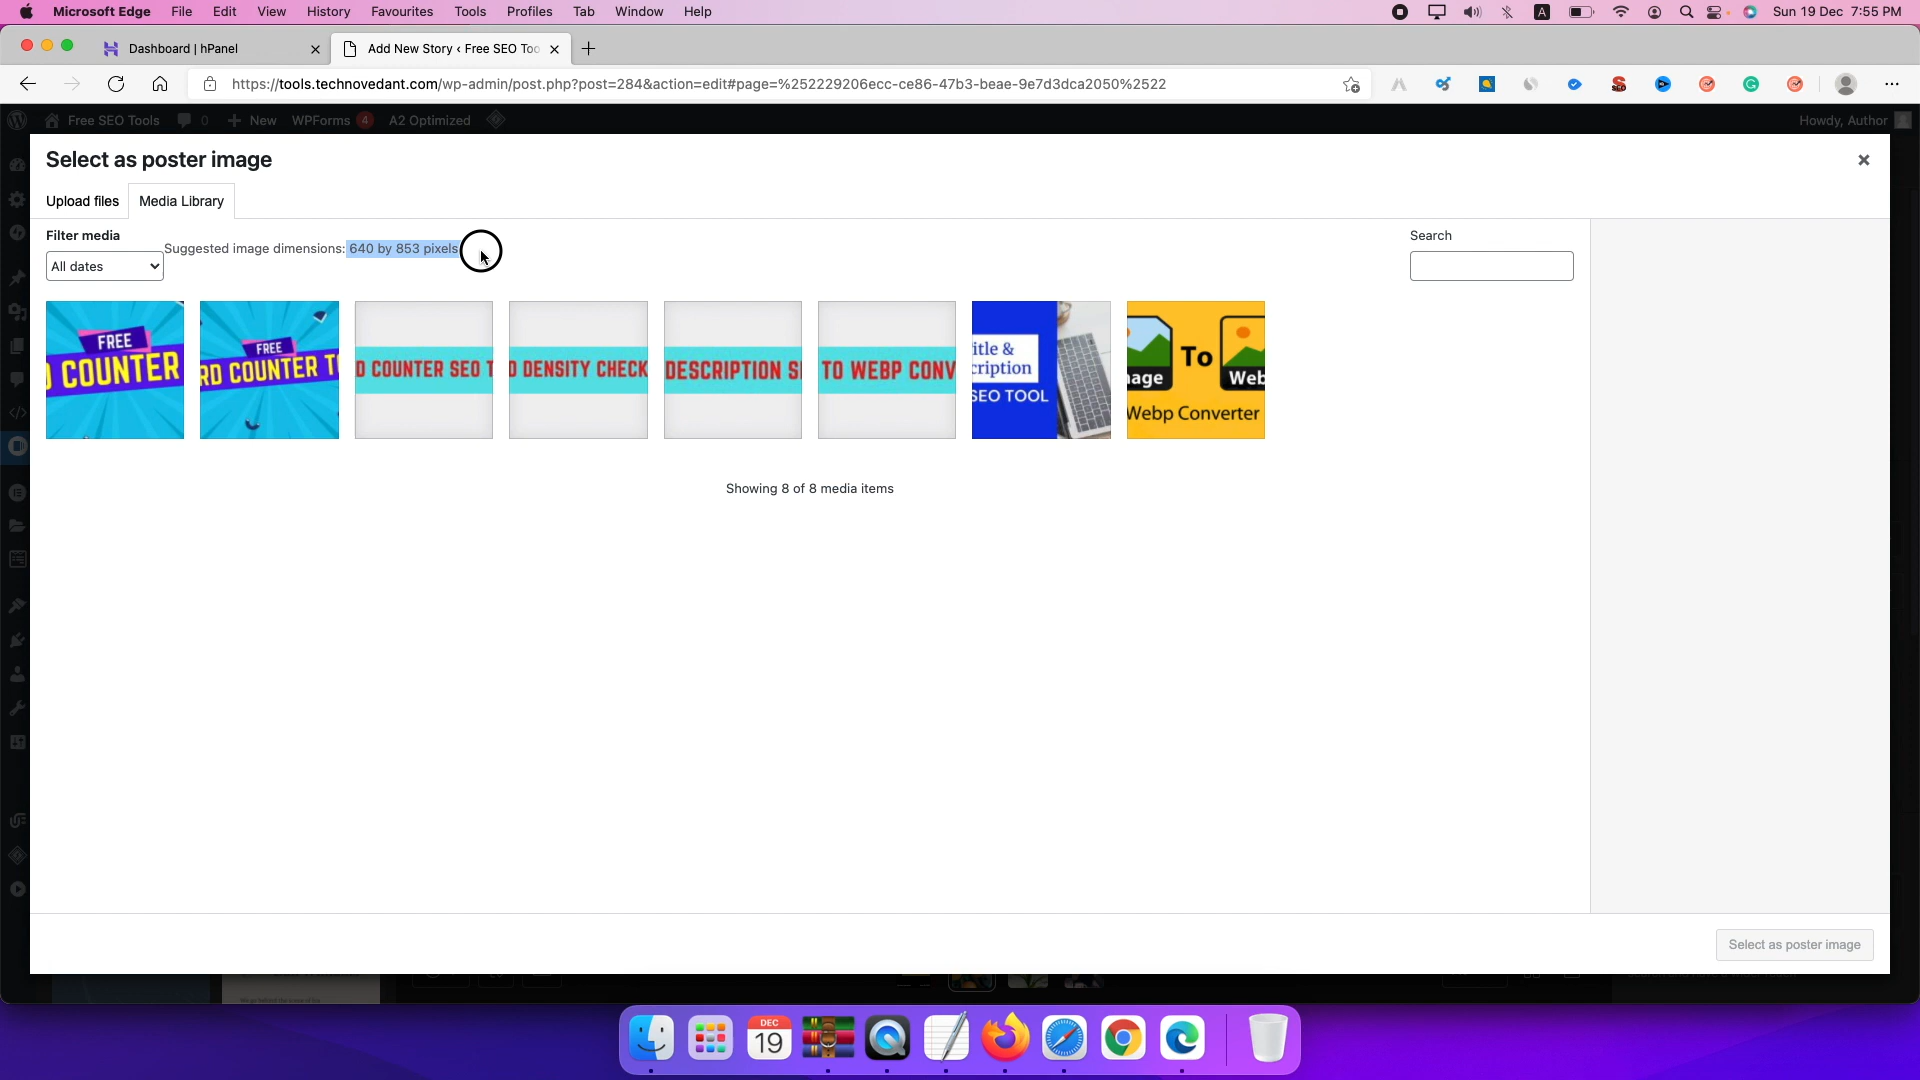 Microsoft Edge File Edit View History Favourites Tools Profiles Tab Window Help
A
Sun 19 Dec 7:55 PM
Dashboard | hPanel
Add New Story ‹ Free SEO Too
https://tools.technovedant.com/wp-admin/post.php?post=284&action=edit#page=%252229206ecc-ce86-47b3-beae-9e7d3dca2050%2522
Free SEO Tools 0 New WPForms 4 A2 Optimized
Howdy, Author
Select as poster image
Upload files
Media Library
Filter media
Suggested image dimensions: 640 by 853 pixels
All dates
Search
FREE
COUNTER
FREE
RD COUNTER T
D COUNTER SEO T
D DENSITY CHECK
DESCRIPTION S
TO WEBP CONV
itle &
cription
SEO TOOL
To
nage
Web
Webp Converter
Showing 8 of 8 media items
Select as poster image
DEC
19